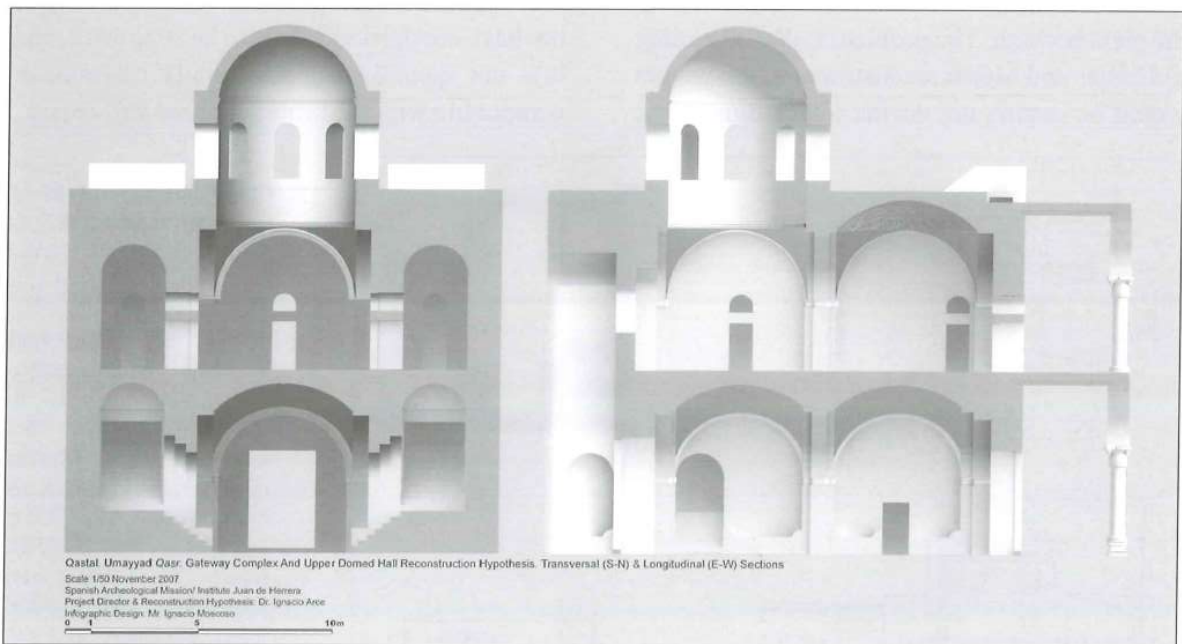 Qastal. Umayyad Qasr. Gateway Complex And Upper Domed Hall Reconstruction Hypothesis. Transversal (S-N) & Longitudinal (E-W) Sections
Scale 1/50 November 2007
Spanish Archeological Mission/ Institute Juan de Herrera
Project Director & Reconstruction Hypothesis: Dr. Ignacio Arce
Infographic Design: Mr. Ignacio Moscoso
0 1 5 10m